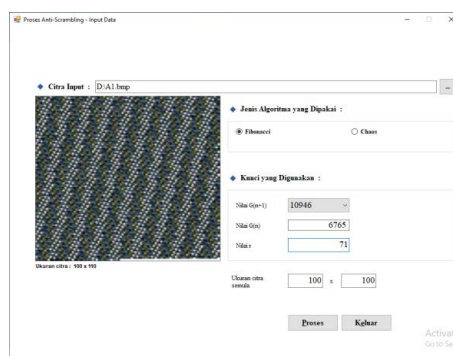 Proses Anti-Scrambling - Input Data
Citra Input : D:\A1.bmp ...
Jenis Algoritma yang Dipakai :
Fibonacci Chaos
Kunci yang Digunakan :
Nilai G(n+1) 10946
Nilai G(n) 6765
Nilai r 71
Ukuran citra : 100 x 110
Ukuran citra semula 100 x 100
Proses Keluar
Activat
Go to Se